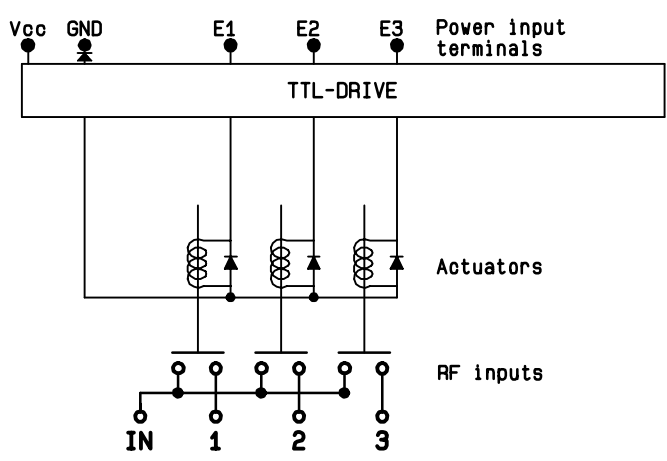 Vcc GND E1 E2 E3 Power input
terminals
TTL-DRIVE
Actuators
RF inputs
IN 1 2 3